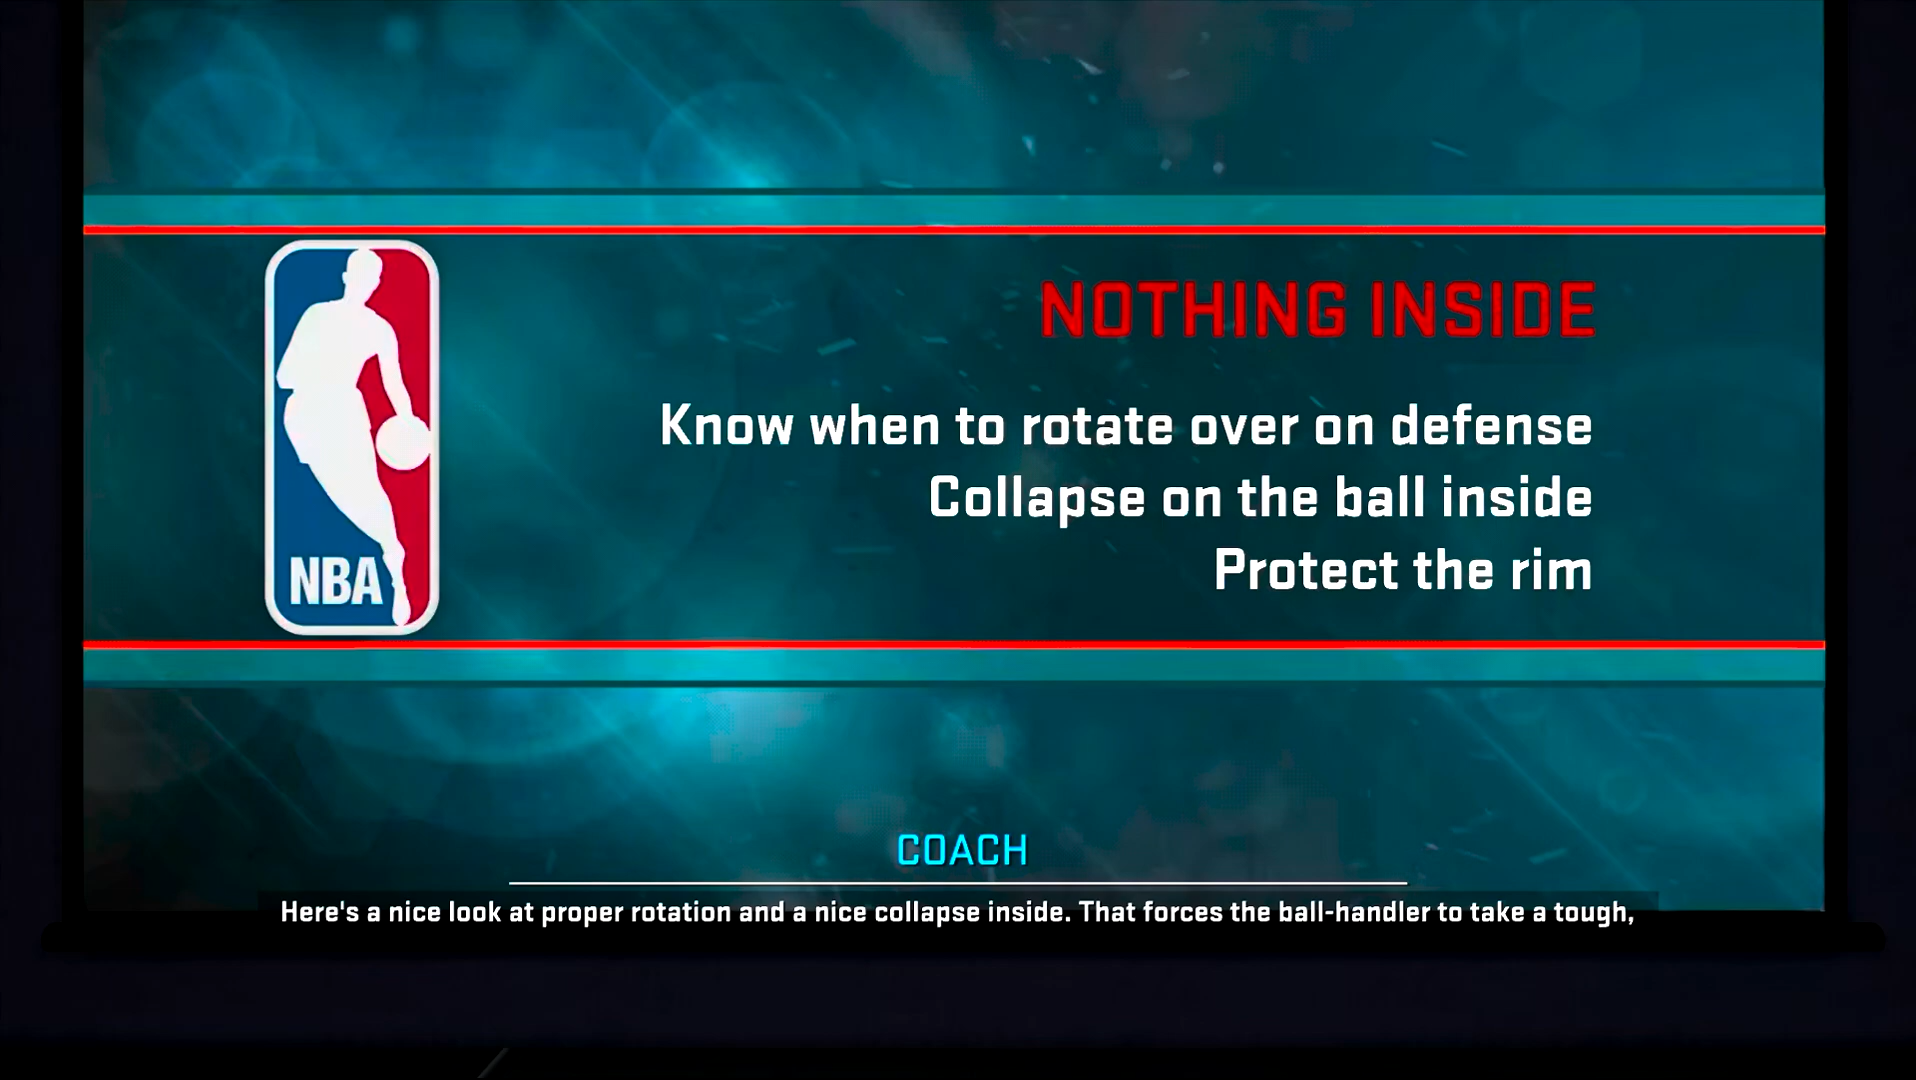 NOTHING INSIDE
Know when to rotate over on defense
Collapse on the ball inside
Protect the rim
NBA
COACH
Here's a nice look at proper rotation and a nice collapse inside. That forces the ball-handler to take a tough,